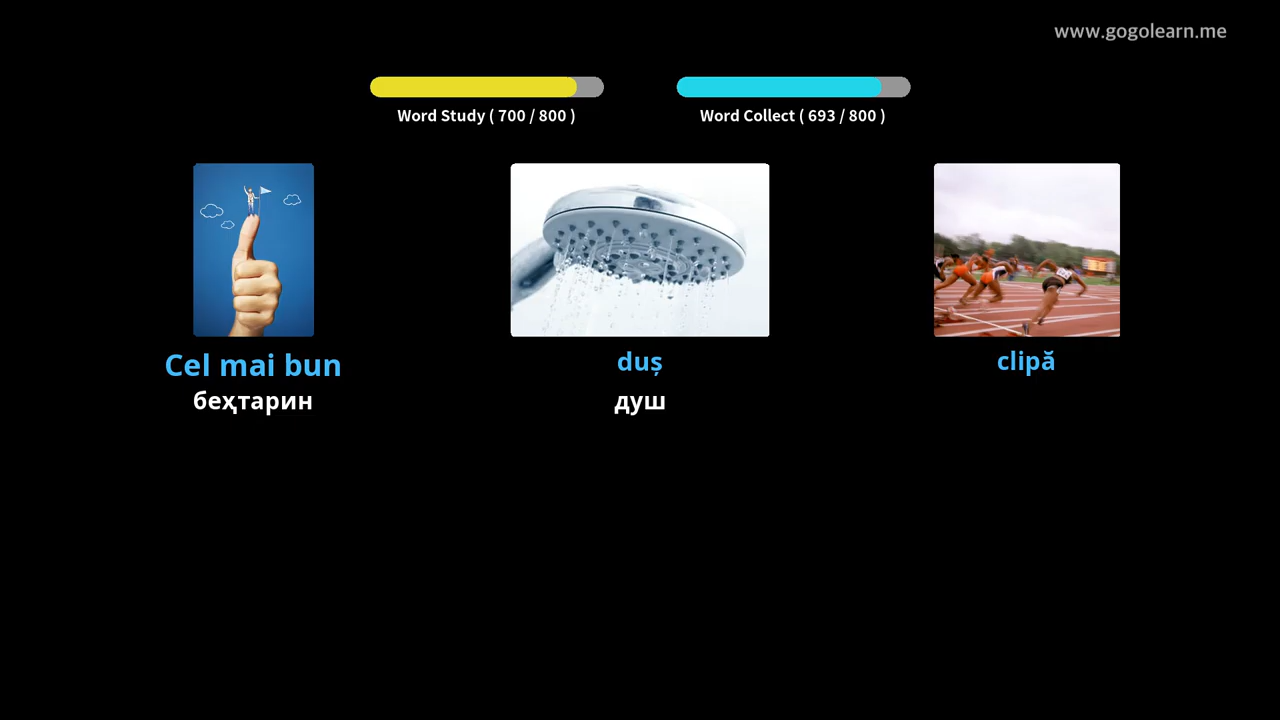 www.gogolearn.me
Word Study ( 700 / 800 )
Word Collect ( 693 / 800 )
Cel mai bun
беҳтарин
duș
душ
clipă